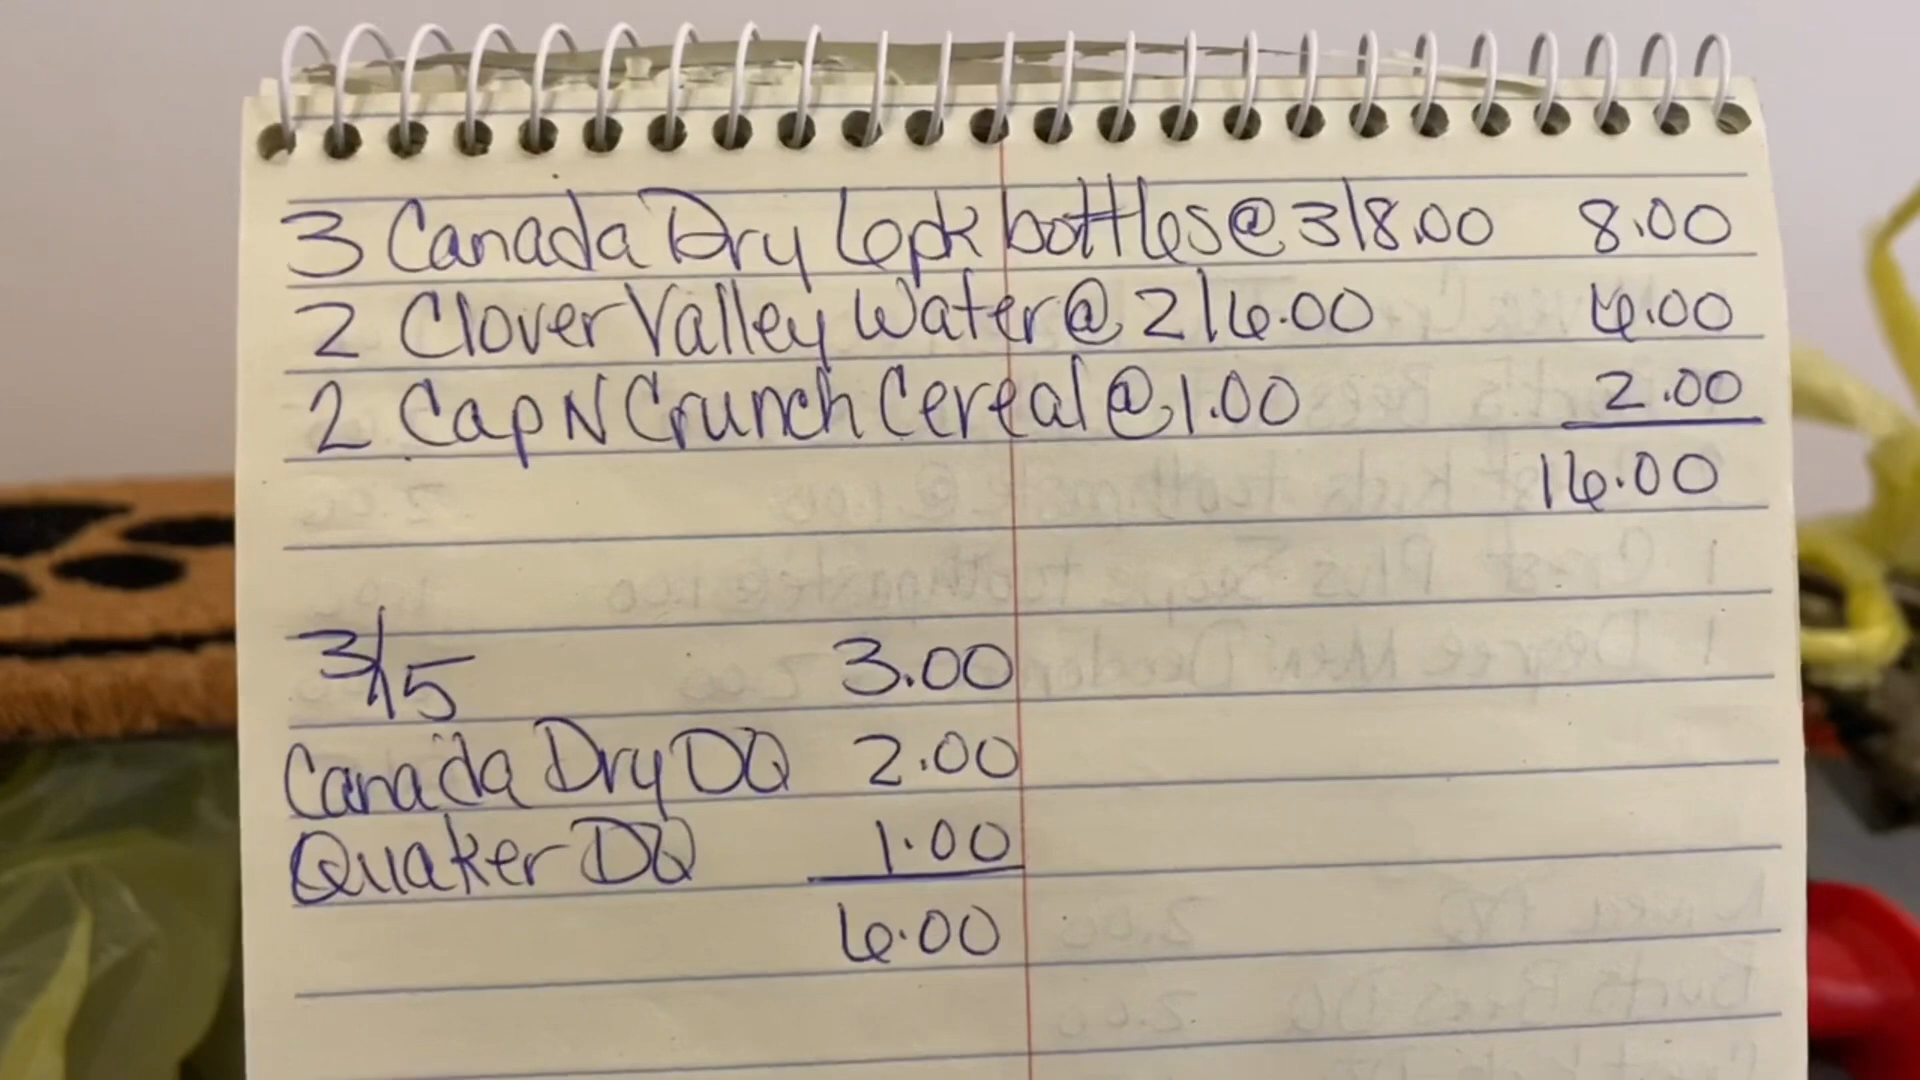 3 Canada Dry 6pk bottles @ 3/8.00 8.00
2 Clover Valley Water @ 2/6.00 6.00
2 Cap N Crunch Cereal @ 1.00 2.00
16.00
3/15 3.00
Canada Dry DQ 2.00
Quaker DQ 1.00
6.00